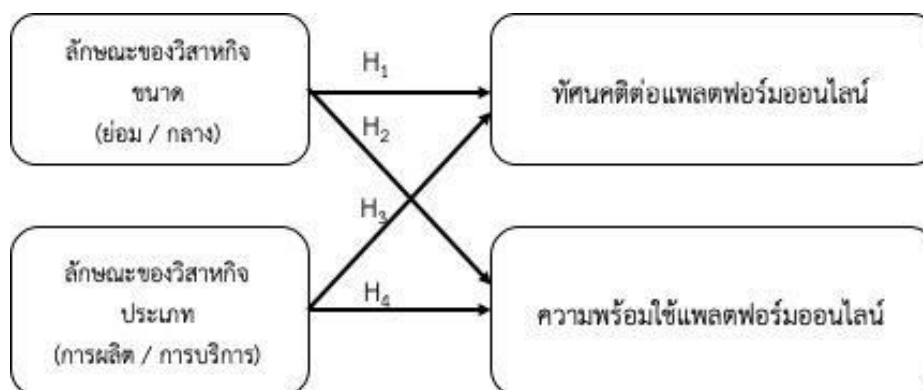 ลักษณะของวิสาหกิจ
ขนาด
(ย่อม / กลาง)
H₁
H₂
ทัศนคติต่อแพลตฟอร์มออนไลน์
H₃
H₄
ลักษณะของวิสาหกิจ
ประเภท
(การผลิต / การบริการ)
ความพร้อมใช้แพลตฟอร์มออนไลน์